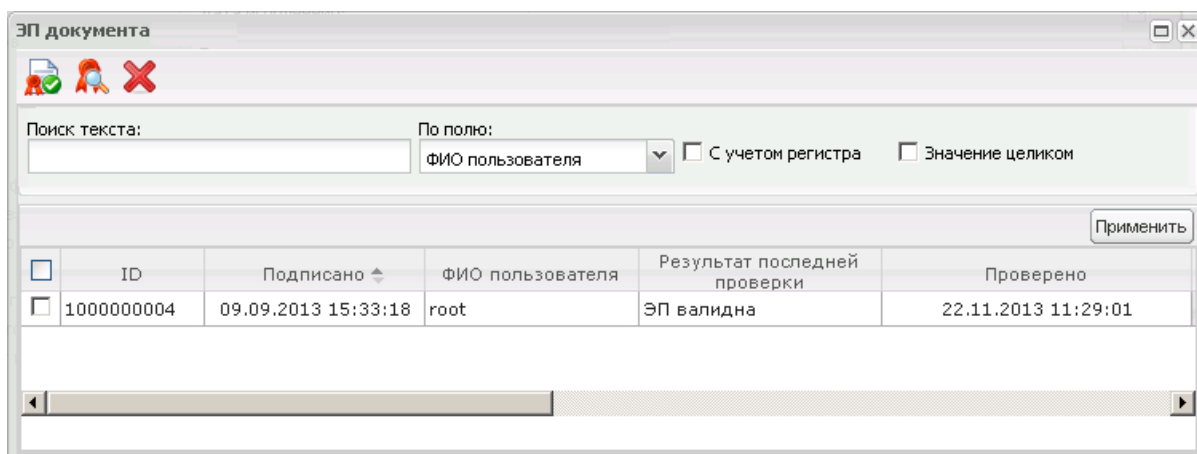 ЭП документа
Поиск текста:
По полю:
ФИО пользователя
С учетом регистра
Значение целиком
Применить
ID
Подписано
ФИО пользователя
Результат последней
проверки
Проверено
1000000004
09.09.2013 15:33:18
root
ЭП валидна
22.11.2013 11:29:01